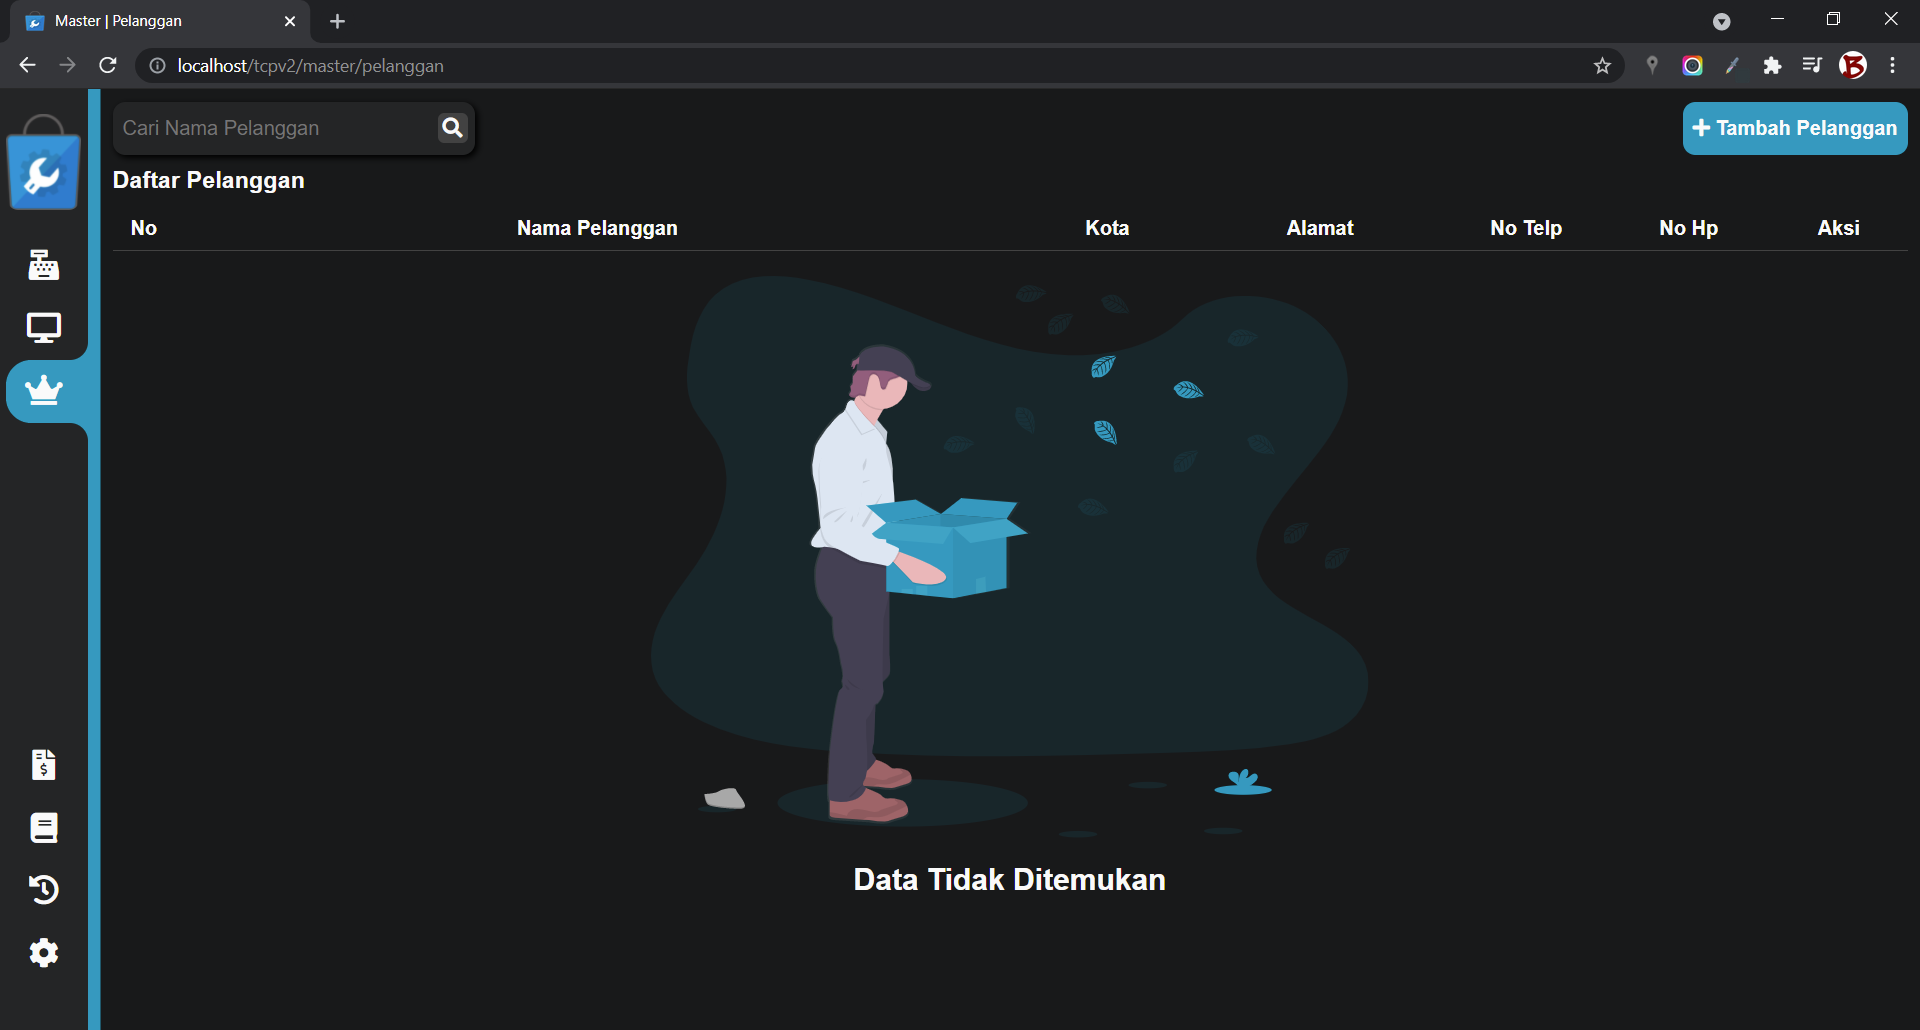 Master | Pelanggan
localhost/tcpv2/master/pelanggan
Cari Nama Pelanggan
Tambah Pelanggan
Daftar Pelanggan
No Nama Pelanggan Kota Alamat No Telp No Hp Aksi
Data Tidak Ditemukan